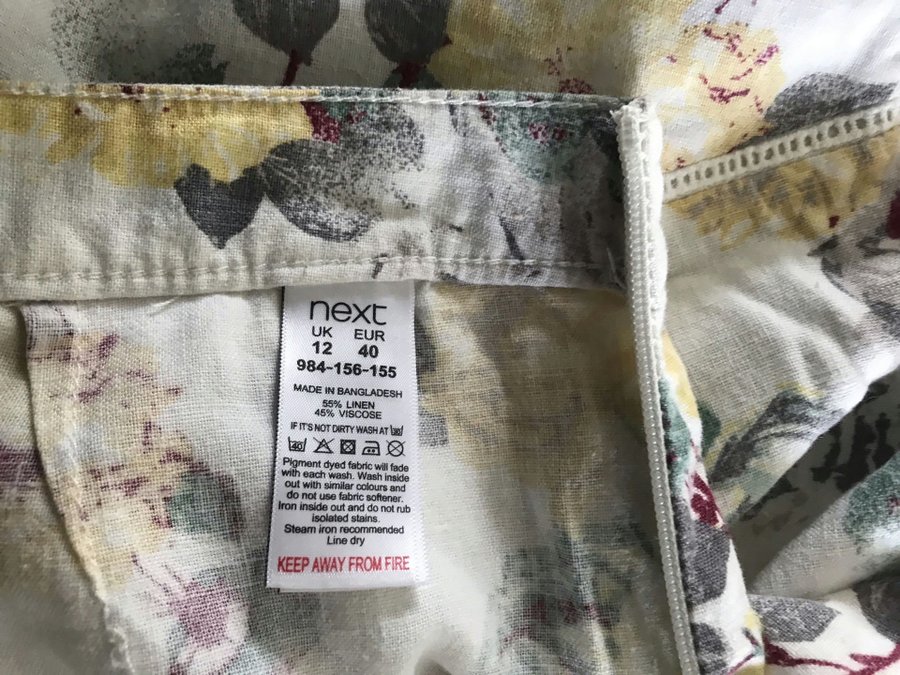 next
UK EUR
12 40
984-156-155
MADE IN BANGLADESH
55% LINEN
45% VISCOSE
IF IT'S NOT DIRTY WASH AT 30
40
Pigment dyed fabric will fade
with each wash. Wash inside
out with similar colours and
do not use fabric softener.
Iron inside out and do not rub
isolated stains.
Steam iron recommended
Line dry
KEEP AWAY FROM FIRE